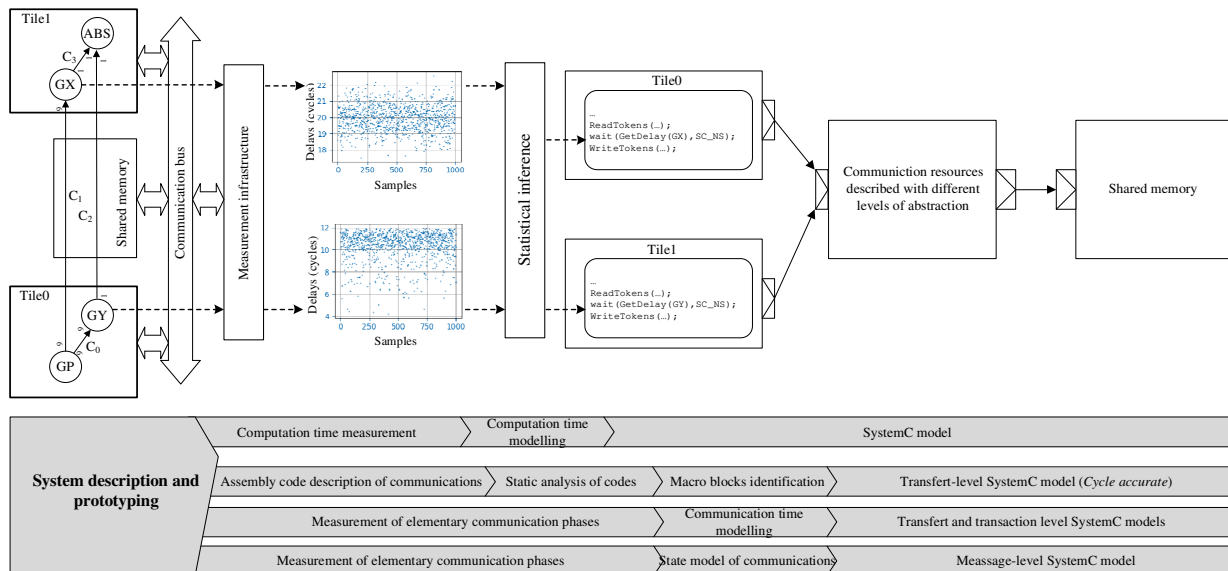 Tile1
ABS
C3
GX
9
C1
C2
Shared memory
Communication bus
Tile0
GY
9
9
9
C0
GP
Measurement infrastructure
Delays (cycles)
22
21
20
19
18
0 250 500 750 1000
Samples
Delays (cycles)
12
10
8
6
4
0 250 500 750 1000
Samples
Statistical inference
Tile0
…
ReadTokens(…);
wait(GetDelay(GX),SC_NS);
WriteTokens(…);
Tile1
…
ReadTokens(…);
wait(GetDelay(GY),SC_NS);
WriteTokens(…);
Communiction resources
described with different
levels of abstraction
Shared memory
System description and
prototyping
Computation time measurement
Computation time
modelling
SystemC model
Assembly code description of communications
Static analysis of codes
Macro blocks identification
Transfert-level SystemC model (Cycle accurate)
Measurement of elementary communication phases
Communication time
modelling
Transfert and transaction level SystemC models
Measurement of elementary communication phases
State model of communications
Meassage-level SystemC model